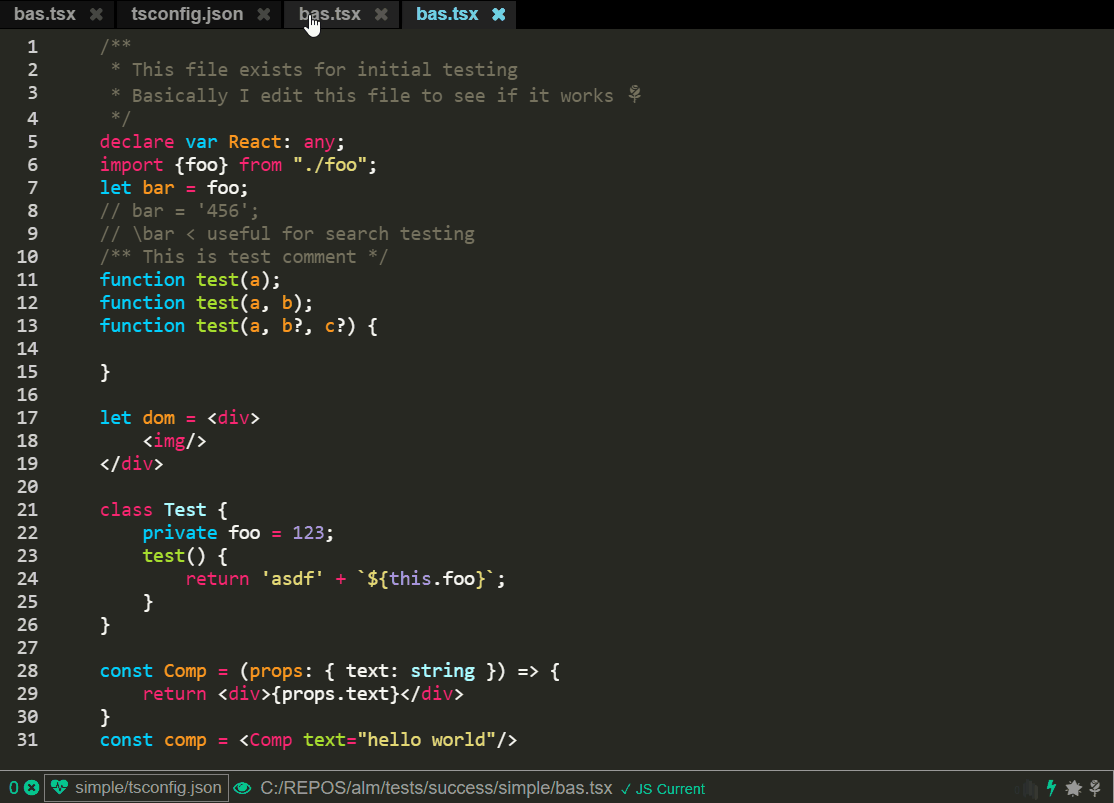 bas.tsx ✖ tsconfig.json ✖ bas.tsx ✖ bas.tsx ✖
1 /**
2  * This file exists for initial testing
3  * Basically I edit this file to see if it works 🌹
4  */
5 declare var React: any;
6 import {foo} from "./foo";
7 let bar = foo;
8 // bar = '456';
9 // \bar < useful for search testing
10 /** This is test comment */
11 function test(a);
12 function test(a, b);
13 function test(a, b?, c?) {
14
15 }
16
17 let dom = <div>
18     <img/>
19 </div>
20
21 class Test {
22     private foo = 123;
23     test() {
24         return 'asdf' + `${this.foo}`;
25     }
26 }
27
28 const Comp = (props: { text: string }) => {
29     return <div>{props.text}</div>
30 }
31 const comp = <Comp text="hello world"/>
0 simple/tsconfig.json C:/REPOS/alm/tests/success/simple/bas.tsx ✓ JS Current